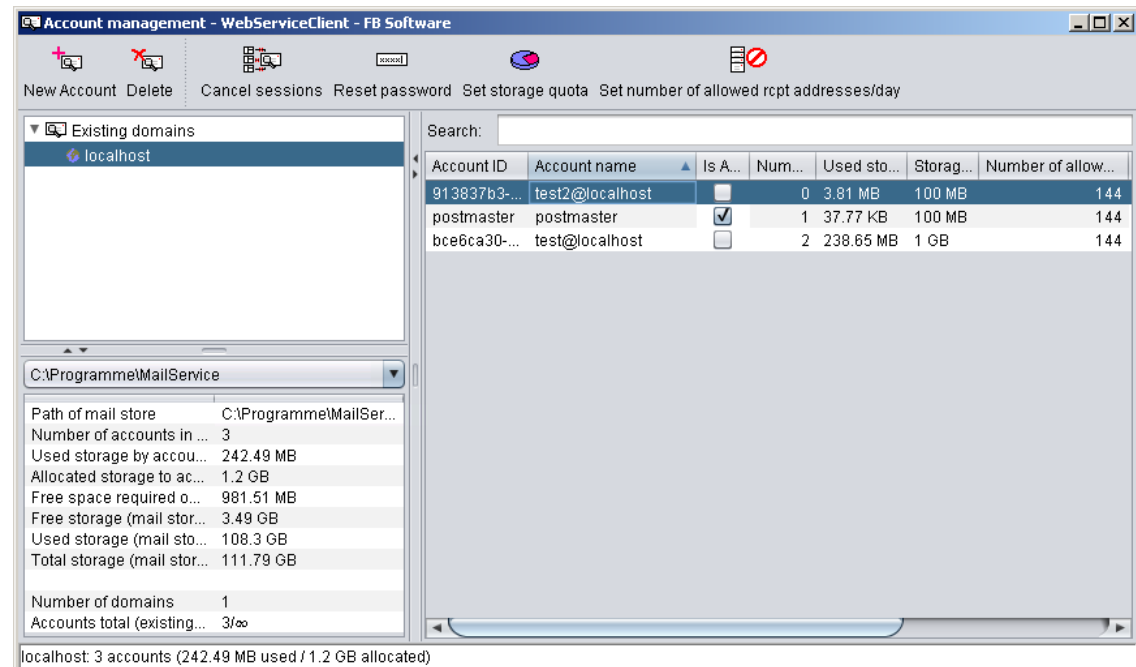 Account management - WebServiceClient - FB Software
New Account Delete Cancel sessions Reset password Set storage quota Set number of allowed rcpt addresses/day
Existing domains
localhost
Search:
Account ID Account name Is A... Num... Used sto... Storag... Number of allow...
913837b3-... test2@localhost 0 3.81 MB 100 MB 144
postmaster postmaster 1 37.77 KB 100 MB 144
bce6ca30-... test@localhost 2 238.65 MB 1 GB 144
C:\Programme\MailService
Path of mail store C:\Programme\MailSer...
Number of accounts in ... 3
Used storage by accou... 242.49 MB
Allocated storage to ac... 1.2 GB
Free space required o... 981.51 MB
Free storage (mail stor... 3.49 GB
Used storage (mail sto... 108.3 GB
Total storage (mail stor... 111.79 GB
Number of domains 1
Accounts total (existing... 3/∞
localhost: 3 accounts (242.49 MB used / 1.2 GB allocated)